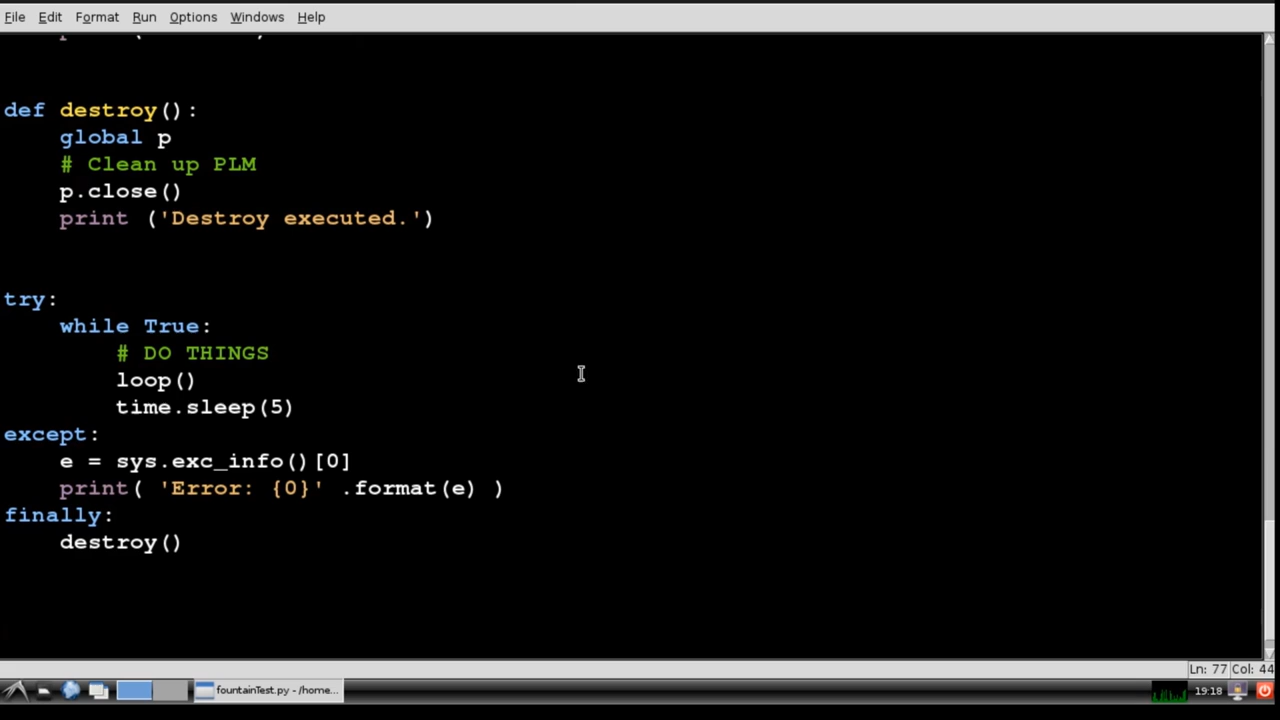 File Edit Format Run Options Windows Help
def destroy():
global p
# Clean up PLM
p.close()
print ('Destroy executed.')
try:
while True:
# DO THINGS
loop()
time.sleep(5)
except:
e = sys.exc_info()[0]
print( 'Error: {0}' .format(e) )
finally:
destroy()
Ln: 77 Col: 44
fountainTest.py - /home...
19:18